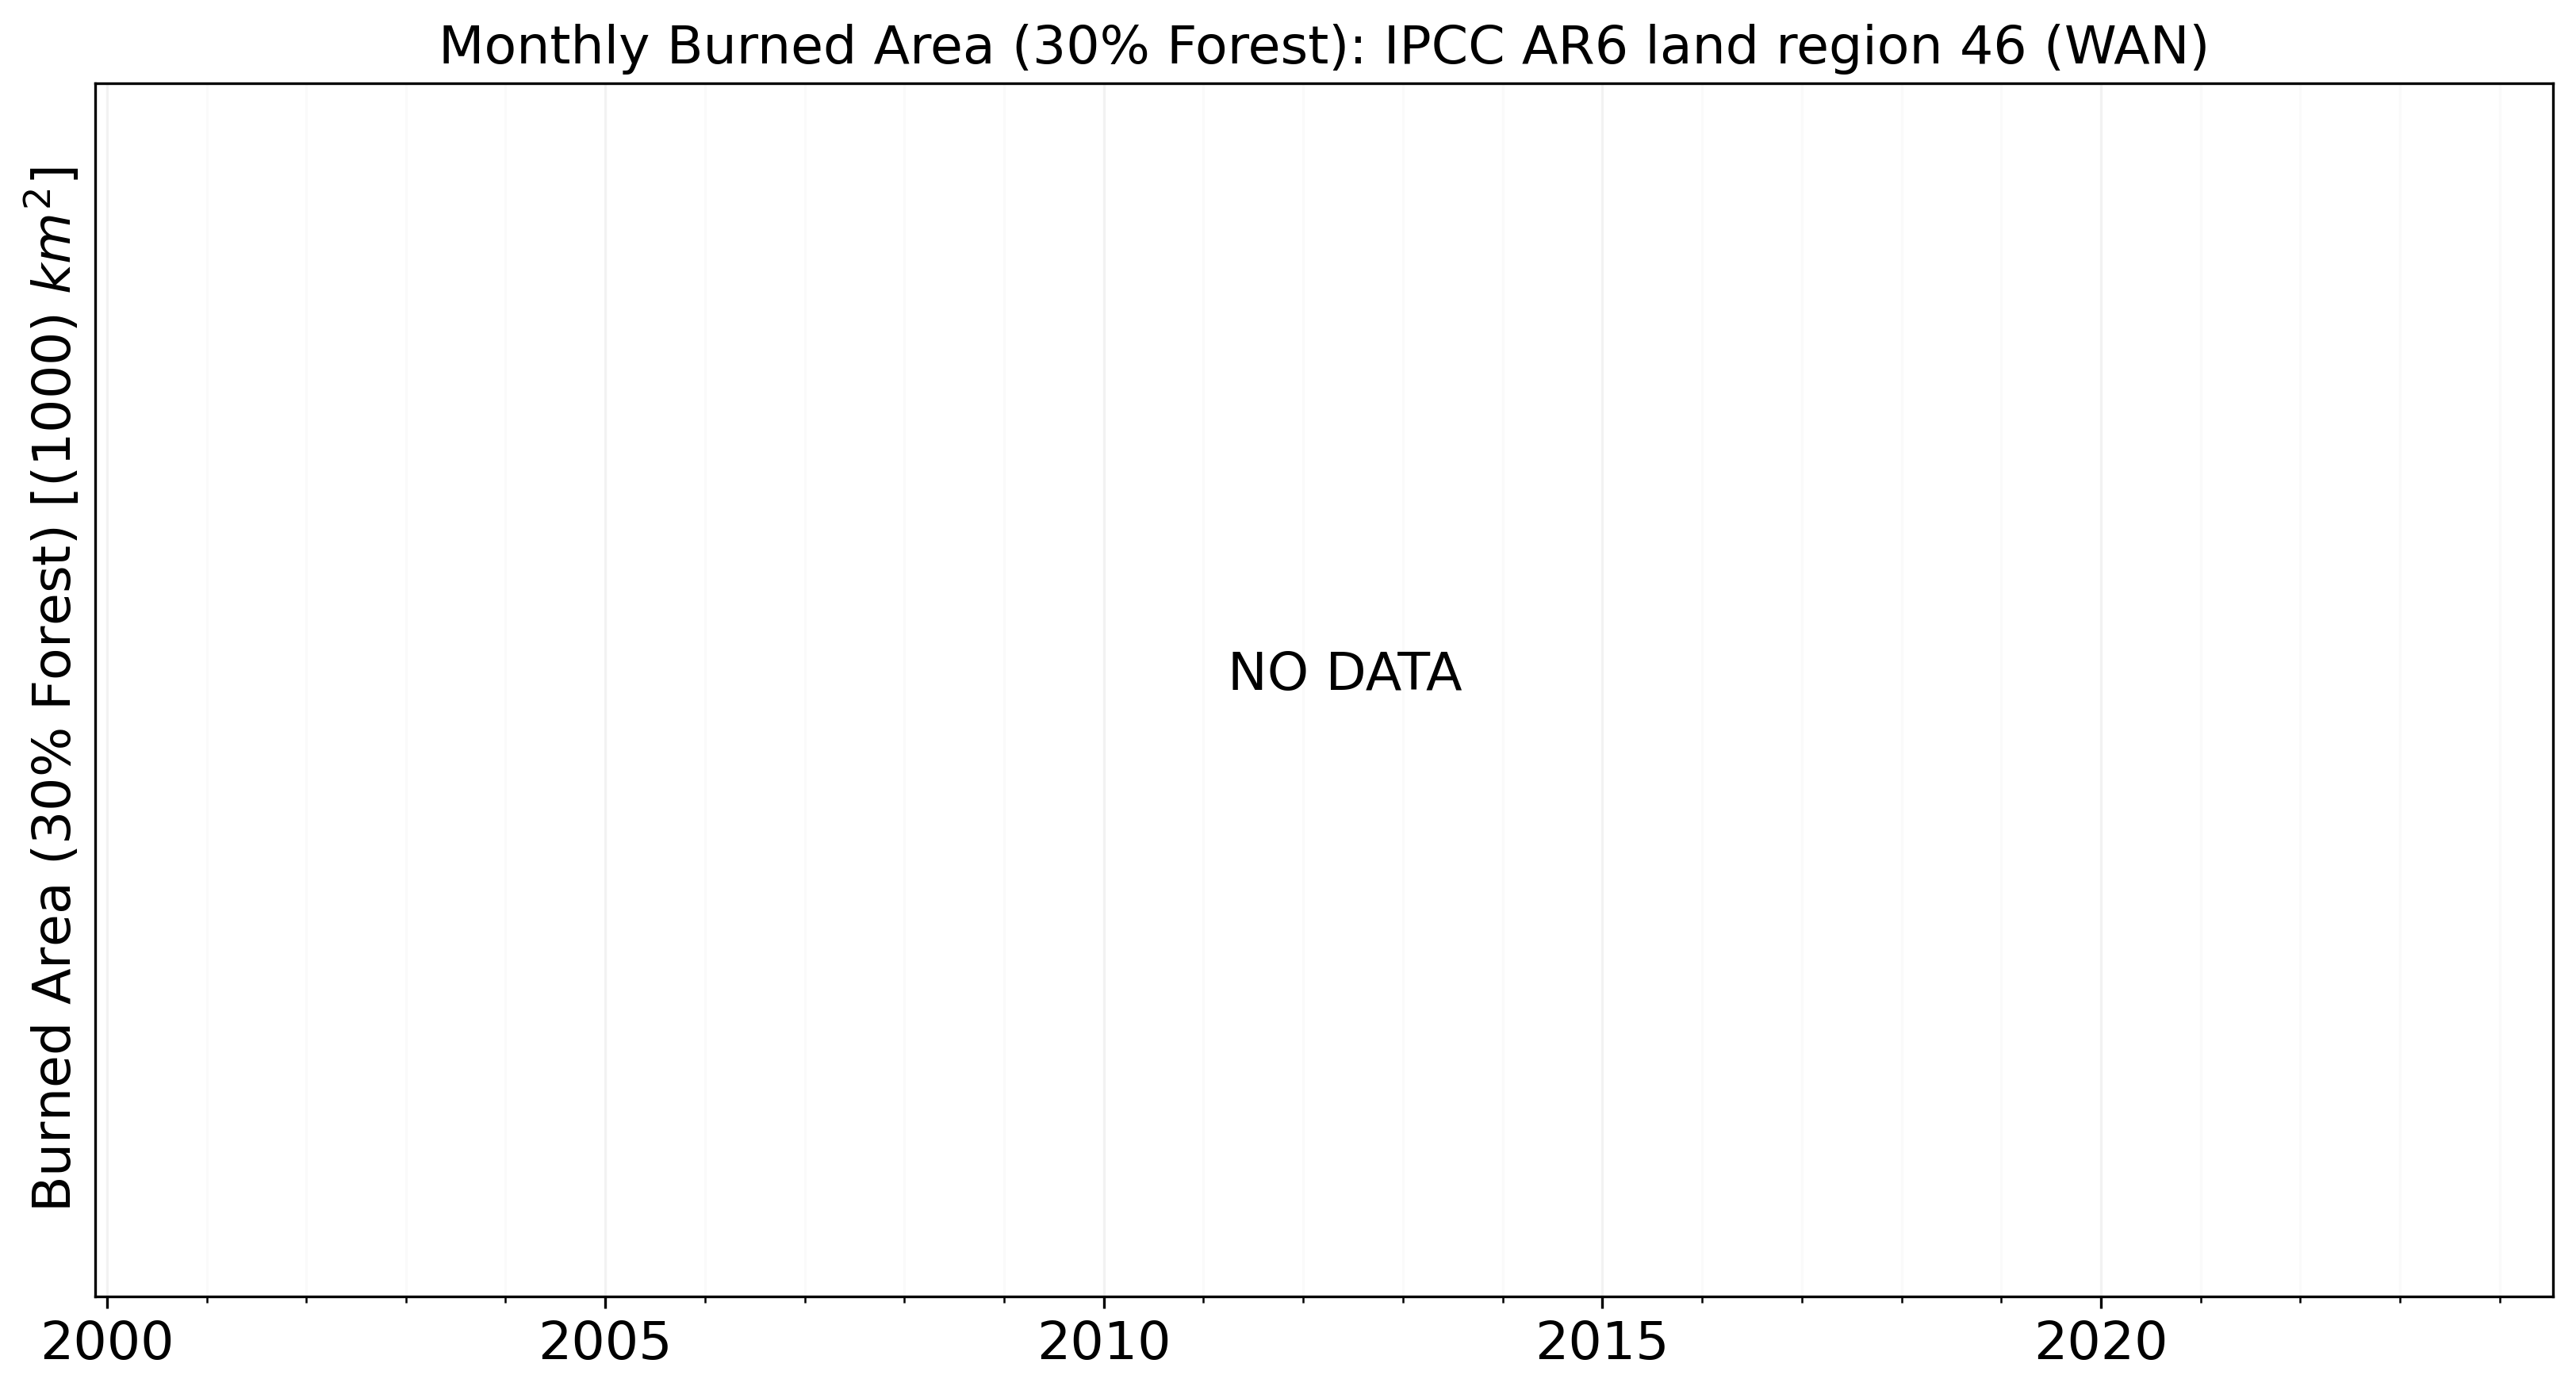 Monthly Burned Area (30% Forest): IPCC AR6 land region 46 (WAN)
Burned Area (30% Forest) [(1000) km²]
NO DATA
2000 2005 2010 2015 2020